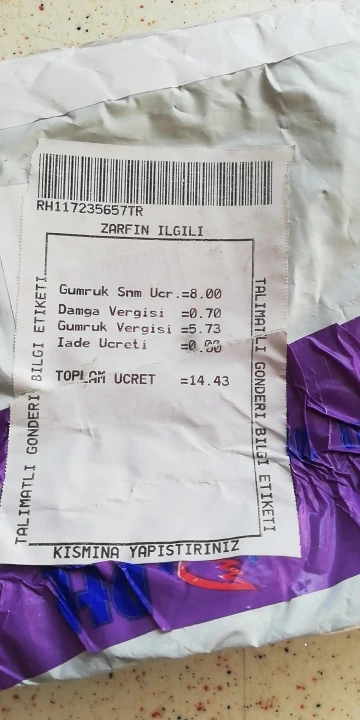 RH117235657TR
ZARFIN ILGILI
TALIMATLI GONDERI BILGI ETIKETI
Gumruk Snm Ucr.=8.00
Damga Vergisi =0.70
Gumruk Vergisi =5.73
Iade Ucreti =0.00
TOPLAM UCRET =14.43
TALIMATLI GONDERI BILGI ETIKETI
KISMINA YAPISTIRINIZ